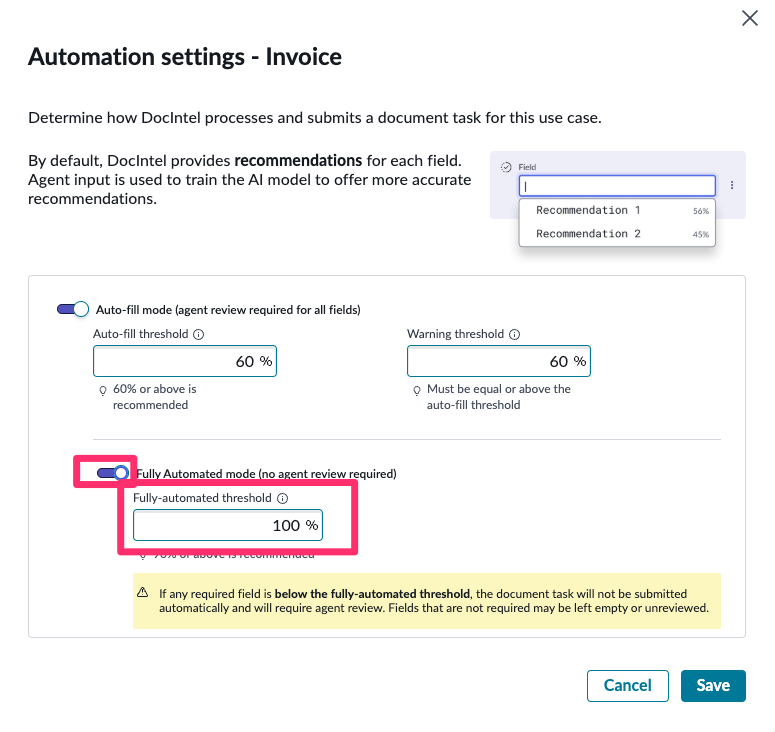 Automation settings - Invoice
Determine how DocIntel processes and submits a document task for this use case.
By default, DocIntel provides recommendations for each field.
Agent input is used to train the AI model to offer more accurate
recommendations.
Field
Recommendation 1 56%
Recommendation 2 45%
Auto-fill mode (agent review required for all fields)
Auto-fill threshold
60 %
60% or above is
recommended
Warning threshold
60 %
Must be equal or above the
auto-fill threshold
Fully Automated mode (no agent review required)
Fully-automated threshold
100 %
90% or above is recommended
If any required field is below the fully-automated threshold, the document task will not be submitted
automatically and will require agent review. Fields that are not required may be left empty or unreviewed.
Cancel Save